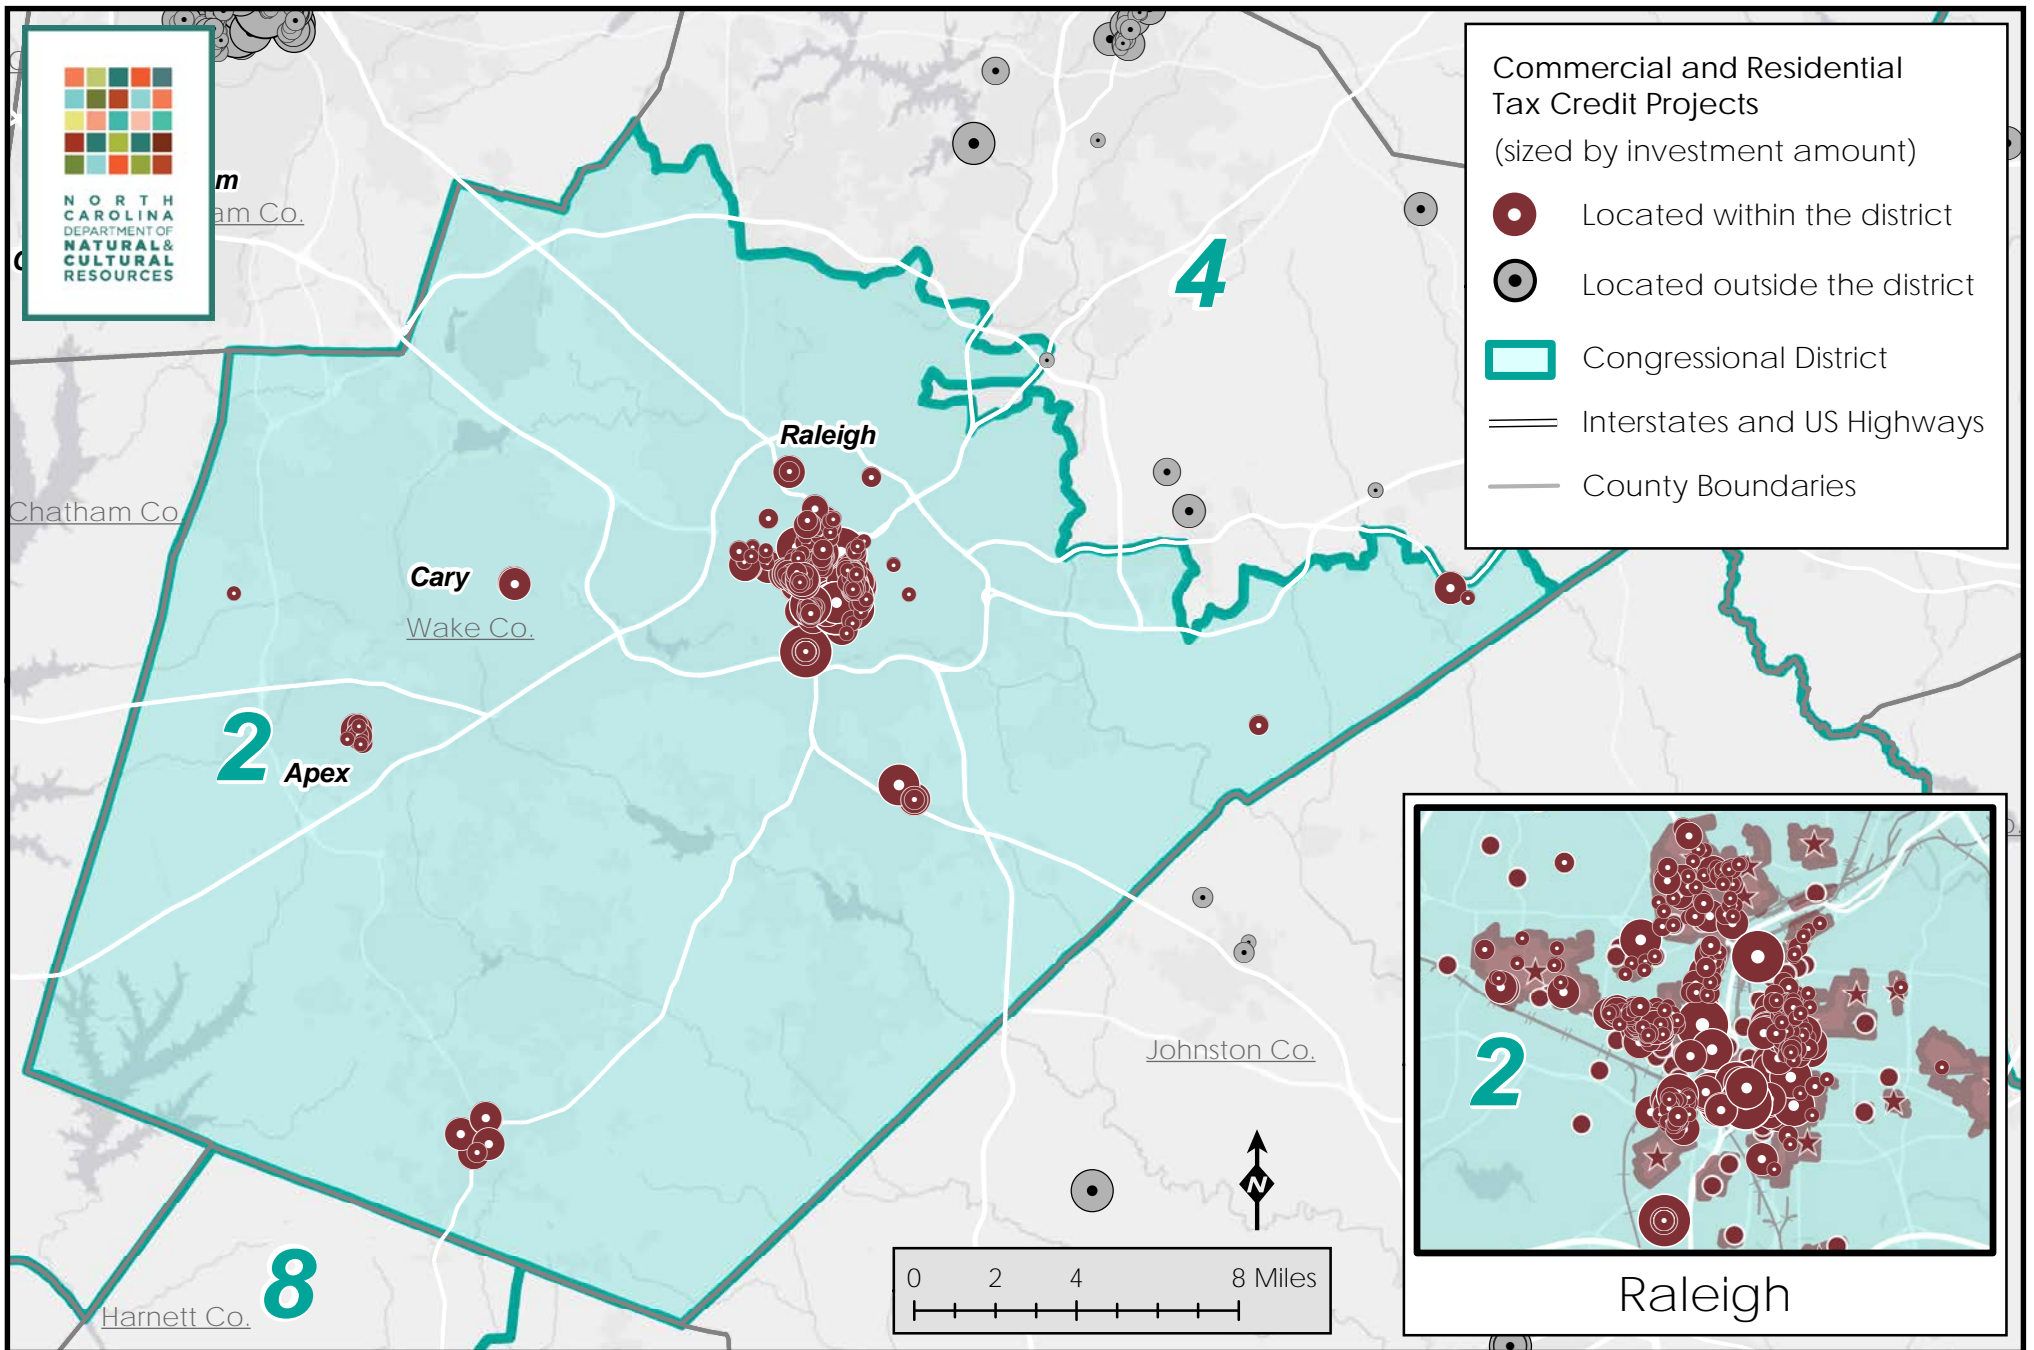 NORTH
CAROLINA
DEPARTMENT OF
NATURAL &
CULTURAL
RESOURCES
m
am Co.
4
Commercial and Residential
Tax Credit Projects
(sized by investment amount)
Located within the district
Located outside the district
Congressional District
Interstates and US Highways
County Boundaries
Raleigh
Chatham Co.
Cary
Wake Co.
2
Apex
Johnston Co.
N
8
Harnett Co.
0 2 4 8 Miles
2
Raleigh